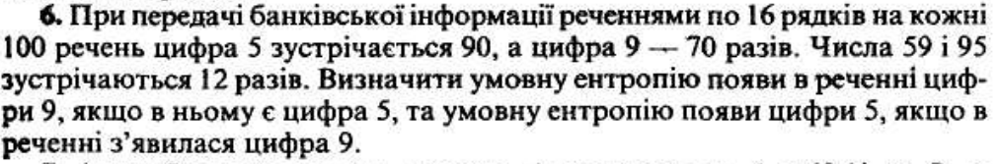 6. При передачі банківської інформації реченнями по 16 рядків на кожні
100 речень цифра 5 зустрічається 90, а цифра 9 — 70 разів. Числа 59 і 95
зустрічаються 12 разів. Визначити умовну ентропію появи в реченні циф-
ри 9, якщо в ньому є цифра 5, та умовну ентропію появи цифри 5, якщо в
реченні з’явилася цифра 9.